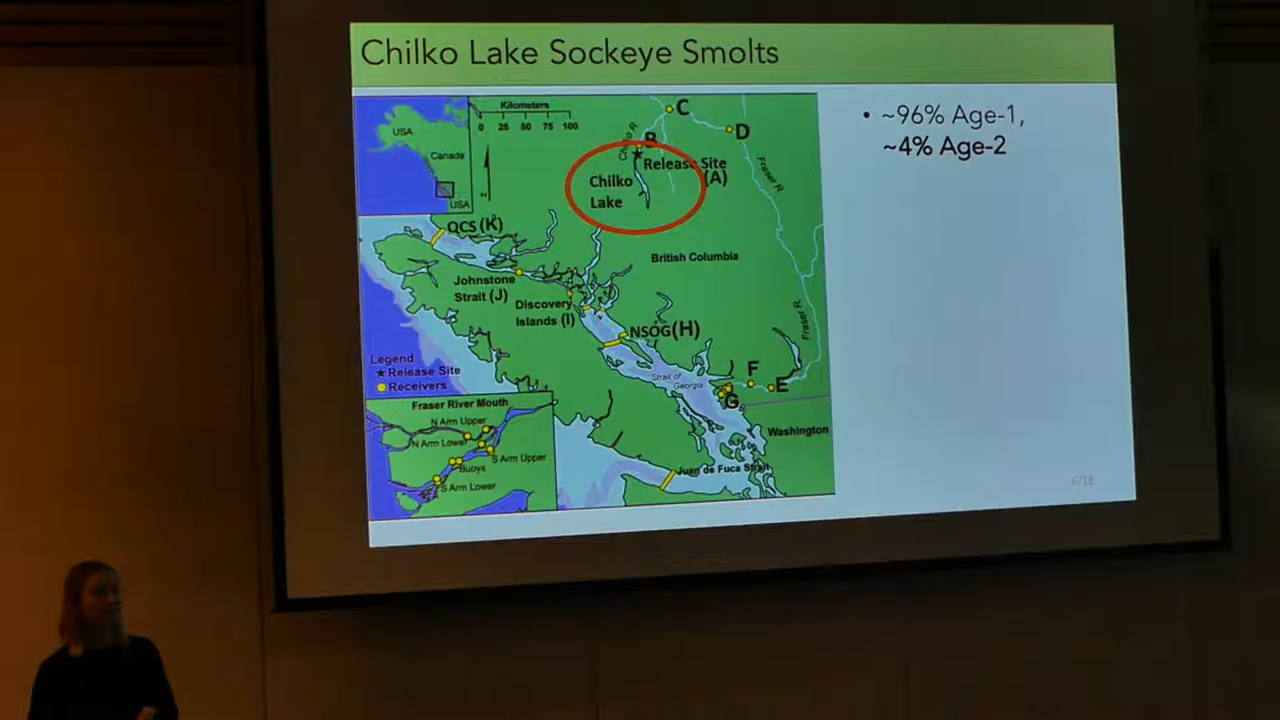 Chilko Lake Sockeye Smolts
• ~96% Age-1,
~4% Age-2
Kilometers
0 25 50 75 100
USA
Canada
USA
C
D
B
Chilko R
Release Site
(A)
Chilko
Lake
Fraser R
QCS (K)
British Columbia
Johnstone
Strait (J)
Discovery
Islands (I)
NSOG (H)
Fraser R
Legend
★ Release Site
Receivers
Strait of
Georgia
F
E
G
Washington
Juan de Fuca Strait
Fraser River Mouth
N Arm Upper
N Arm Lower
S Arm Upper
Buoys
S Arm Lower
6/18